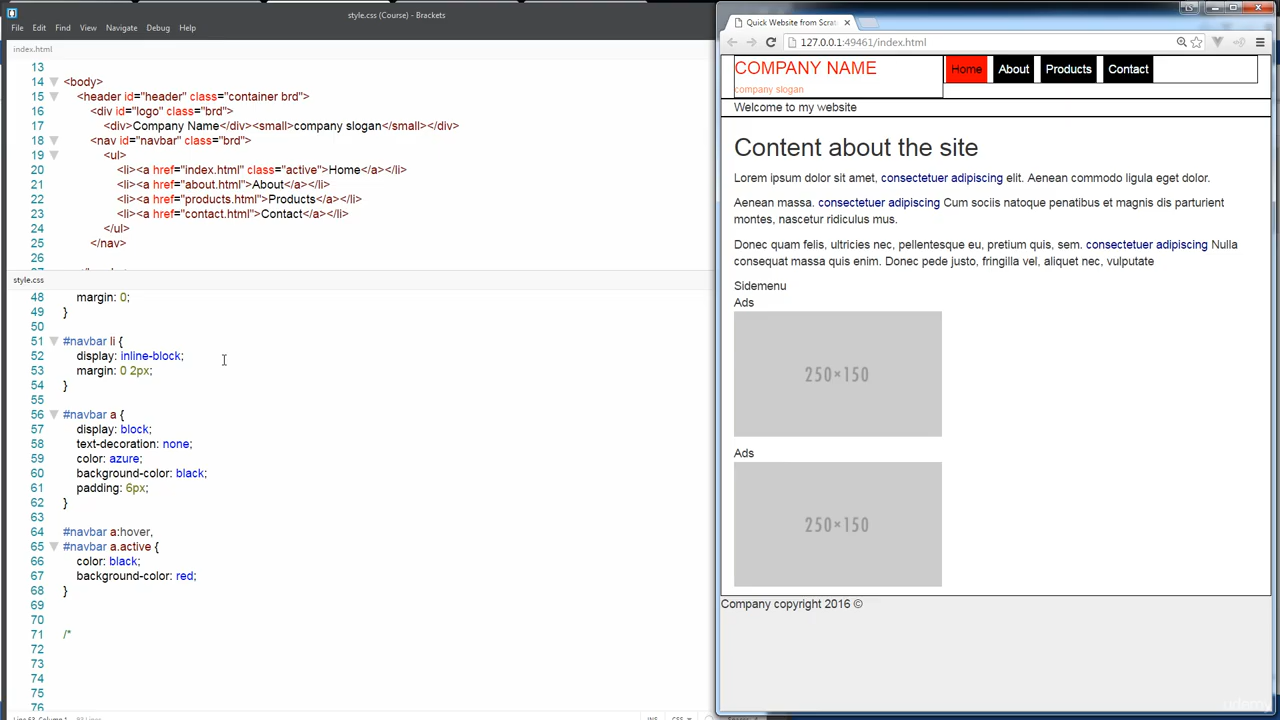 style.css (Course) - Brackets
File Edit Find View Navigate Debug Help
index.html
13
14 <body>
15 <header id="header" class="container brd">
16 <div id="logo" class="brd">
17 <div>Company Name</div><small>company slogan</small></div>
18 <nav id="navbar" class="brd">
19 <ul>
20 <li><a href="index.html" class="active">Home</a></li>
21 <li><a href="about.html">About</a></li>
22 <li><a href="products.html">Products</a></li>
23 <li><a href="contact.html">Contact</a></li>
24 </ul>
25 </nav>
style.css
48 margin: 0;
49 }
50
51 #navbar li {
52 display: inline-block;
53 margin: 0 2px;
54 }
55
56 #navbar a {
57 display: block;
58 text-decoration: none;
59 color: azure;
60 background-color: black;
61 padding: 6px;
62 }
63
64 #navbar a:hover,
65 #navbar a.active {
66 color: black;
67 background-color: red;
68 }
69
70
71 /*
72
73
74
75
76
Quick Website from Scrat
127.0.0.1:49461/index.html
COMPANY NAME
company slogan
Home About Products Contact
Welcome to my website
Content about the site
Lorem ipsum dolor sit amet, consectetuer adipiscing elit. Aenean commodo ligula eget dolor.
Aenean massa. consectetuer adipiscing Cum sociis natoque penatibus et magnis dis parturient
montes, nascetur ridiculus mus.
Donec quam felis, ultricies nec, pellentesque eu, pretium quis, sem. consectetuer adipiscing Nulla
consequat massa quis enim. Donec pede justo, fringilla vel, aliquet nec, vulputate
Sidemenu
Ads
250×150
Ads
250×150
Company copyright 2016 ©